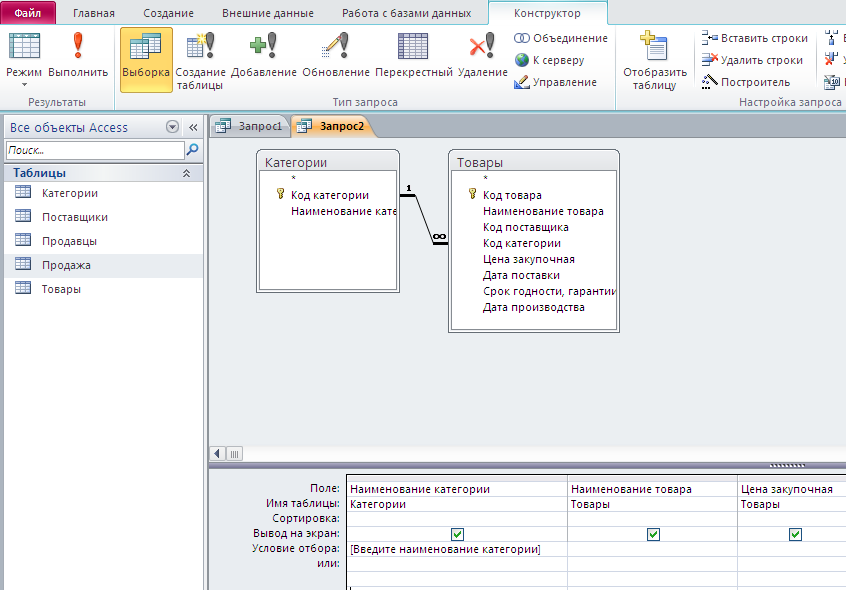 Файл Главная Создание Внешние данные Работа с базами данных Конструктор
Режим Выполнить Выборка Создание таблицы Добавление Обновление Перекрестный Удаление
Объединение
К серверу
Управление
Отобразить таблицу
Вставить строки
Удалить строки
Построитель
Результаты Тип запроса Настройка запроса
Все объекты Access «
Поиск...
Таблицы
Категории
Поставщики
Продавцы
Продажа
Товары
Запрос1 Запрос2
Категории
*
Код категории
Наименование кате
1
∞
Товары
*
Код товара
Наименование товара
Код поставщика
Код категории
Цена закупочная
Дата поставки
Срок годности, гарантии
Дата производства
Поле: Наименование категории Наименование товара Цена закупочная
Имя таблицы: Категории Товары Товары
Сортировка:
Вывод на экран:
Условие отбора: [Введите наименование категории]
или: